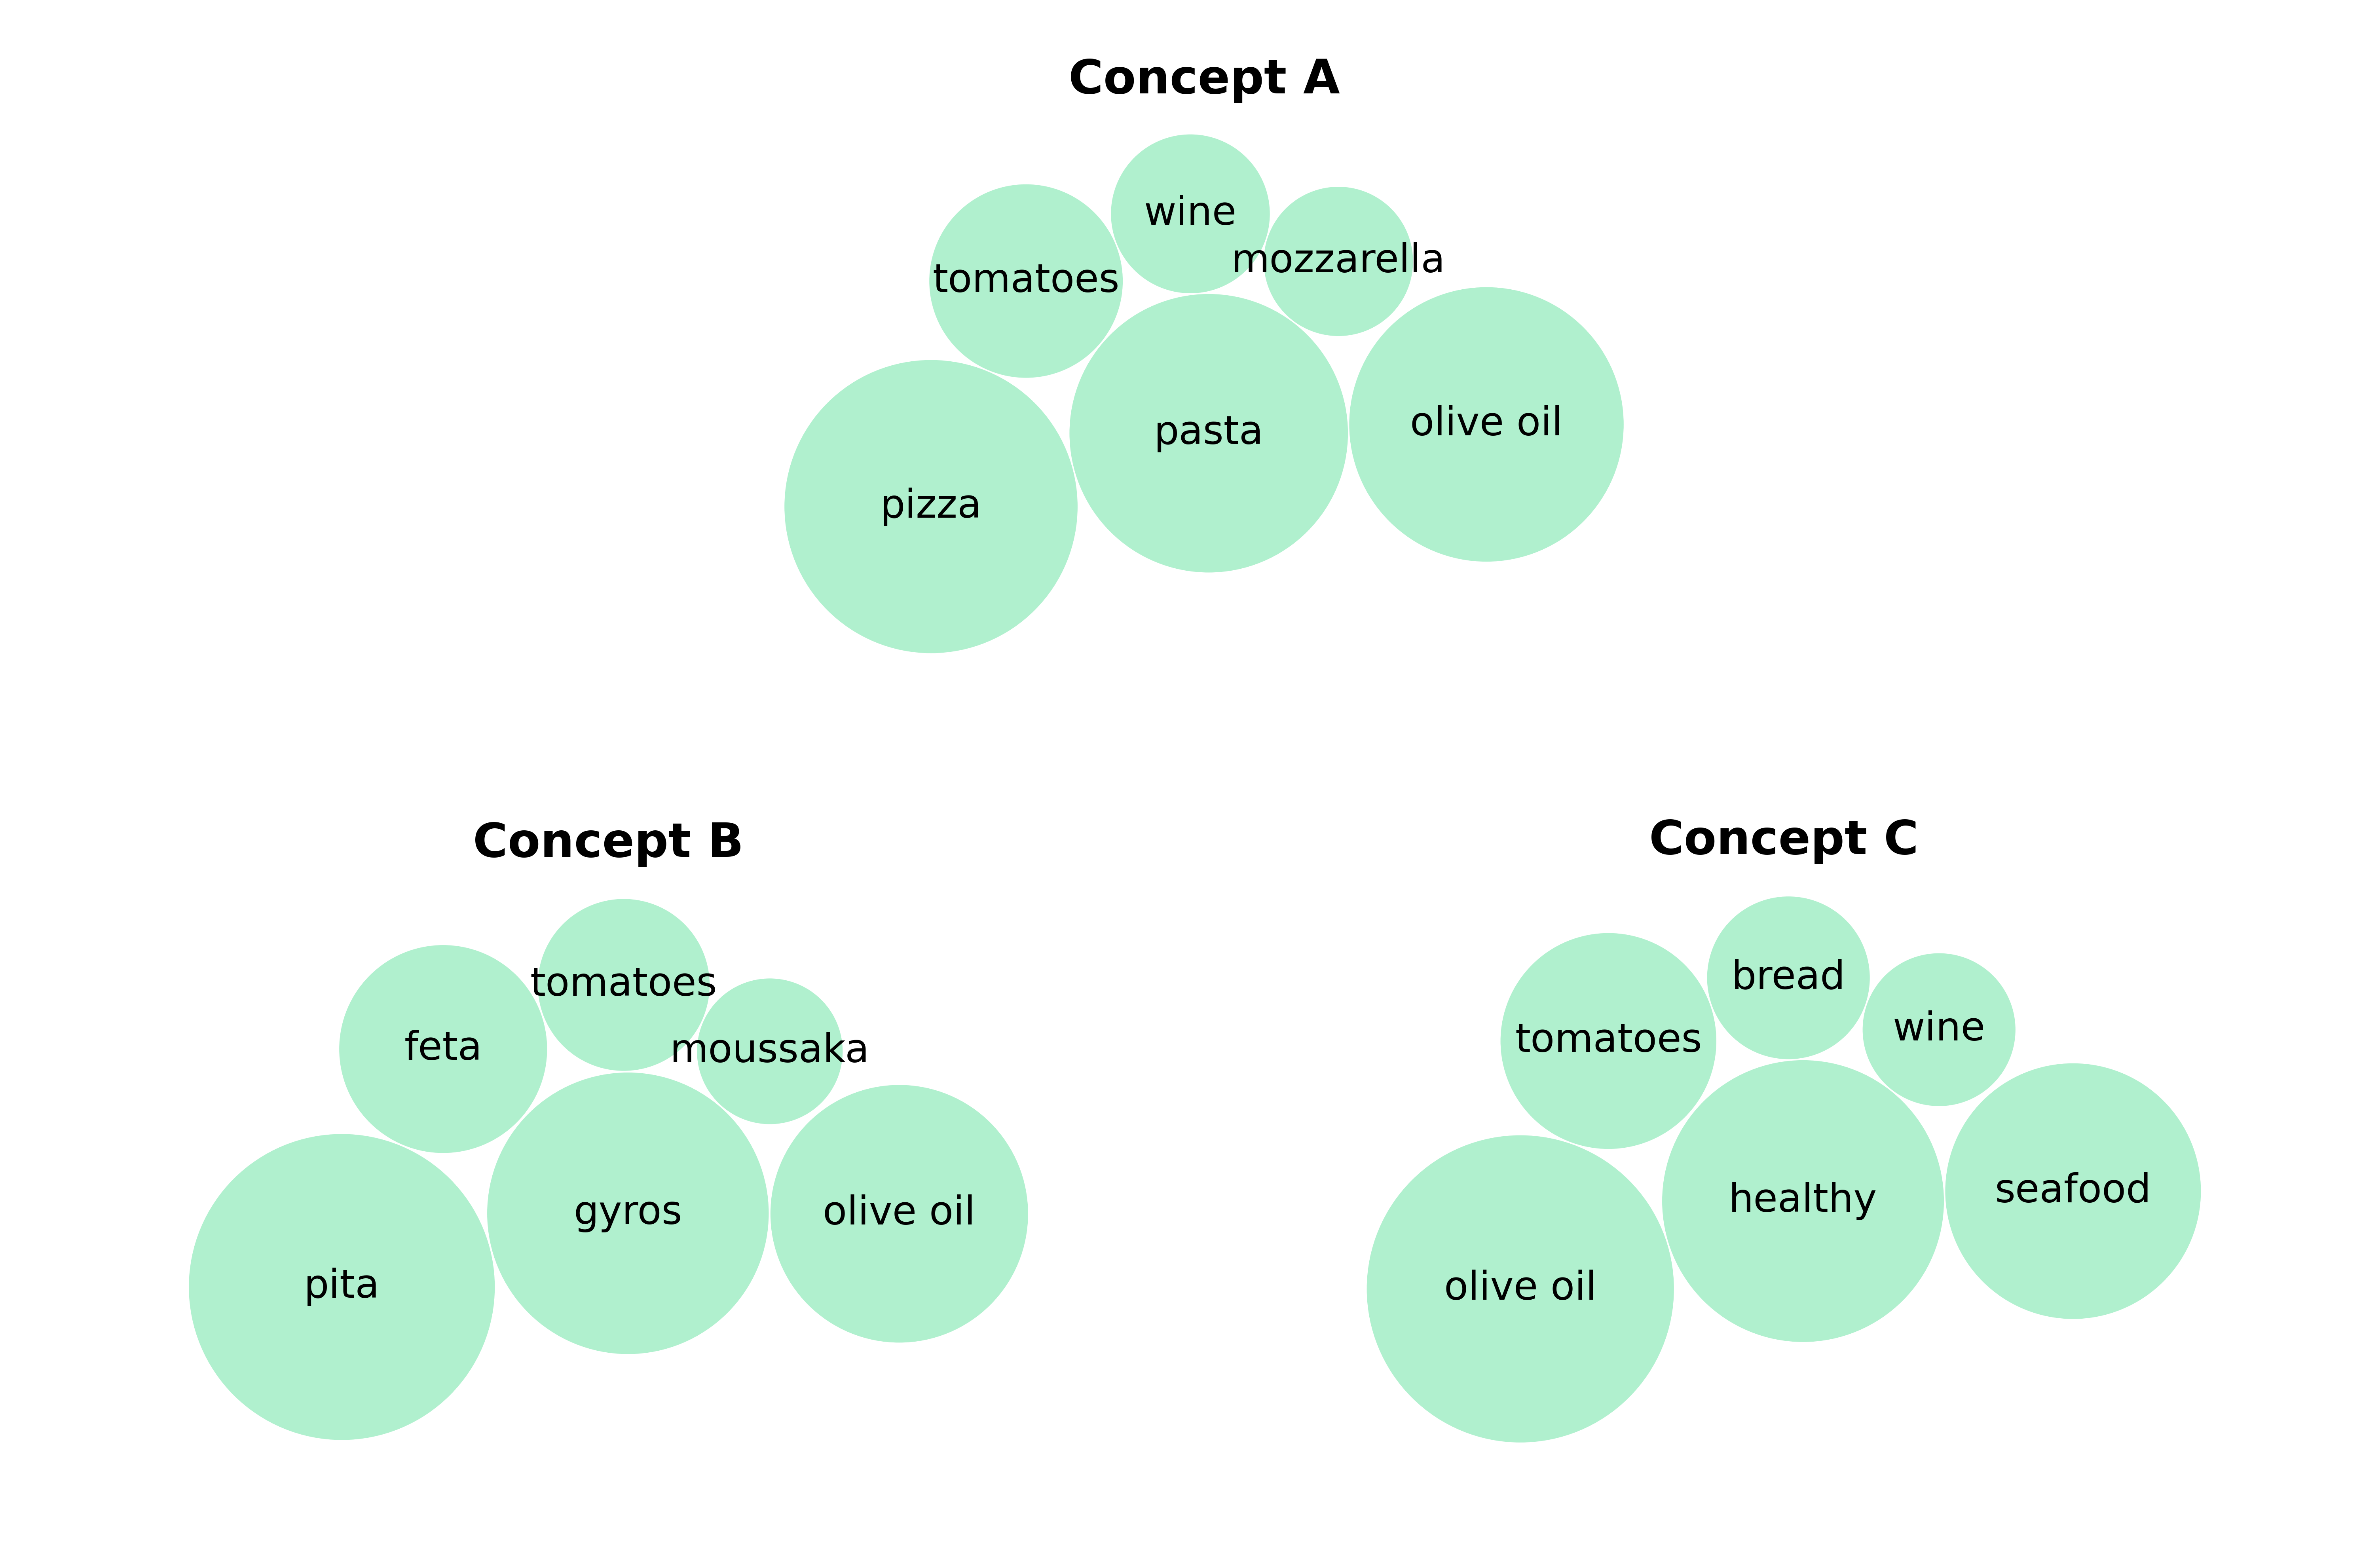 Concept A
wine
mozzarella
tomatoes
olive oil
pasta
pizza
Concept B
tomatoes
feta
moussaka
gyros
olive oil
pita
Concept C
bread
wine
tomatoes
seafood
healthy
olive oil